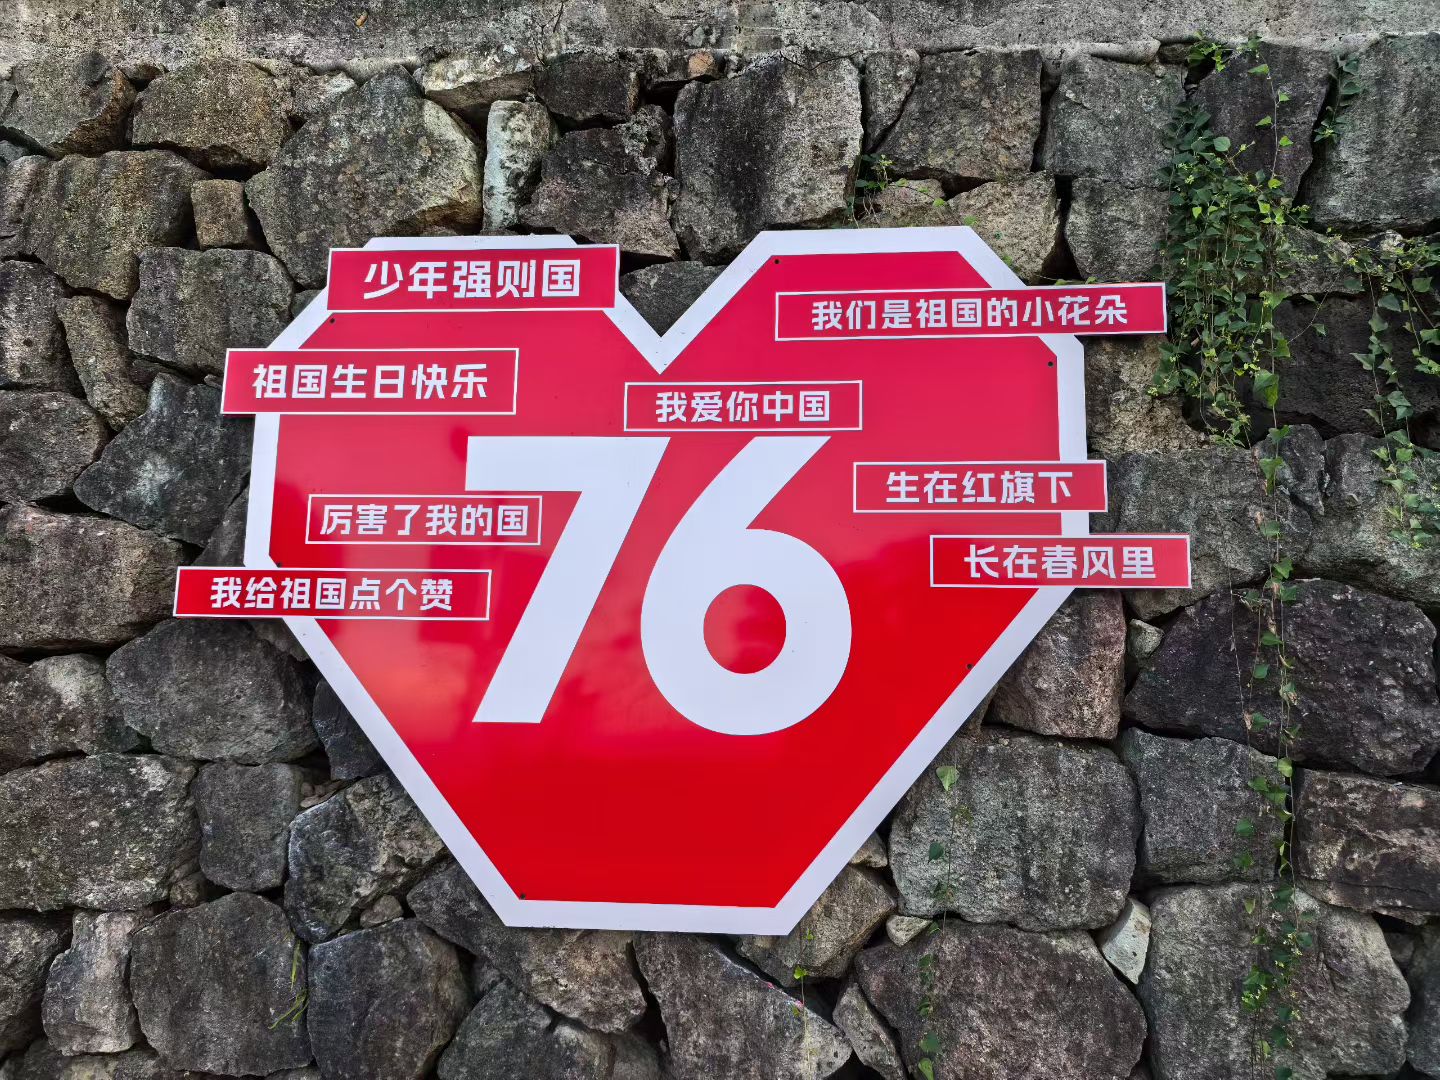 少年强则国
我们是祖国的小花朵
祖国生日快乐
我爱你中国
76
生在红旗下
厉害了我的国
长在春风里
我给祖国点个赞